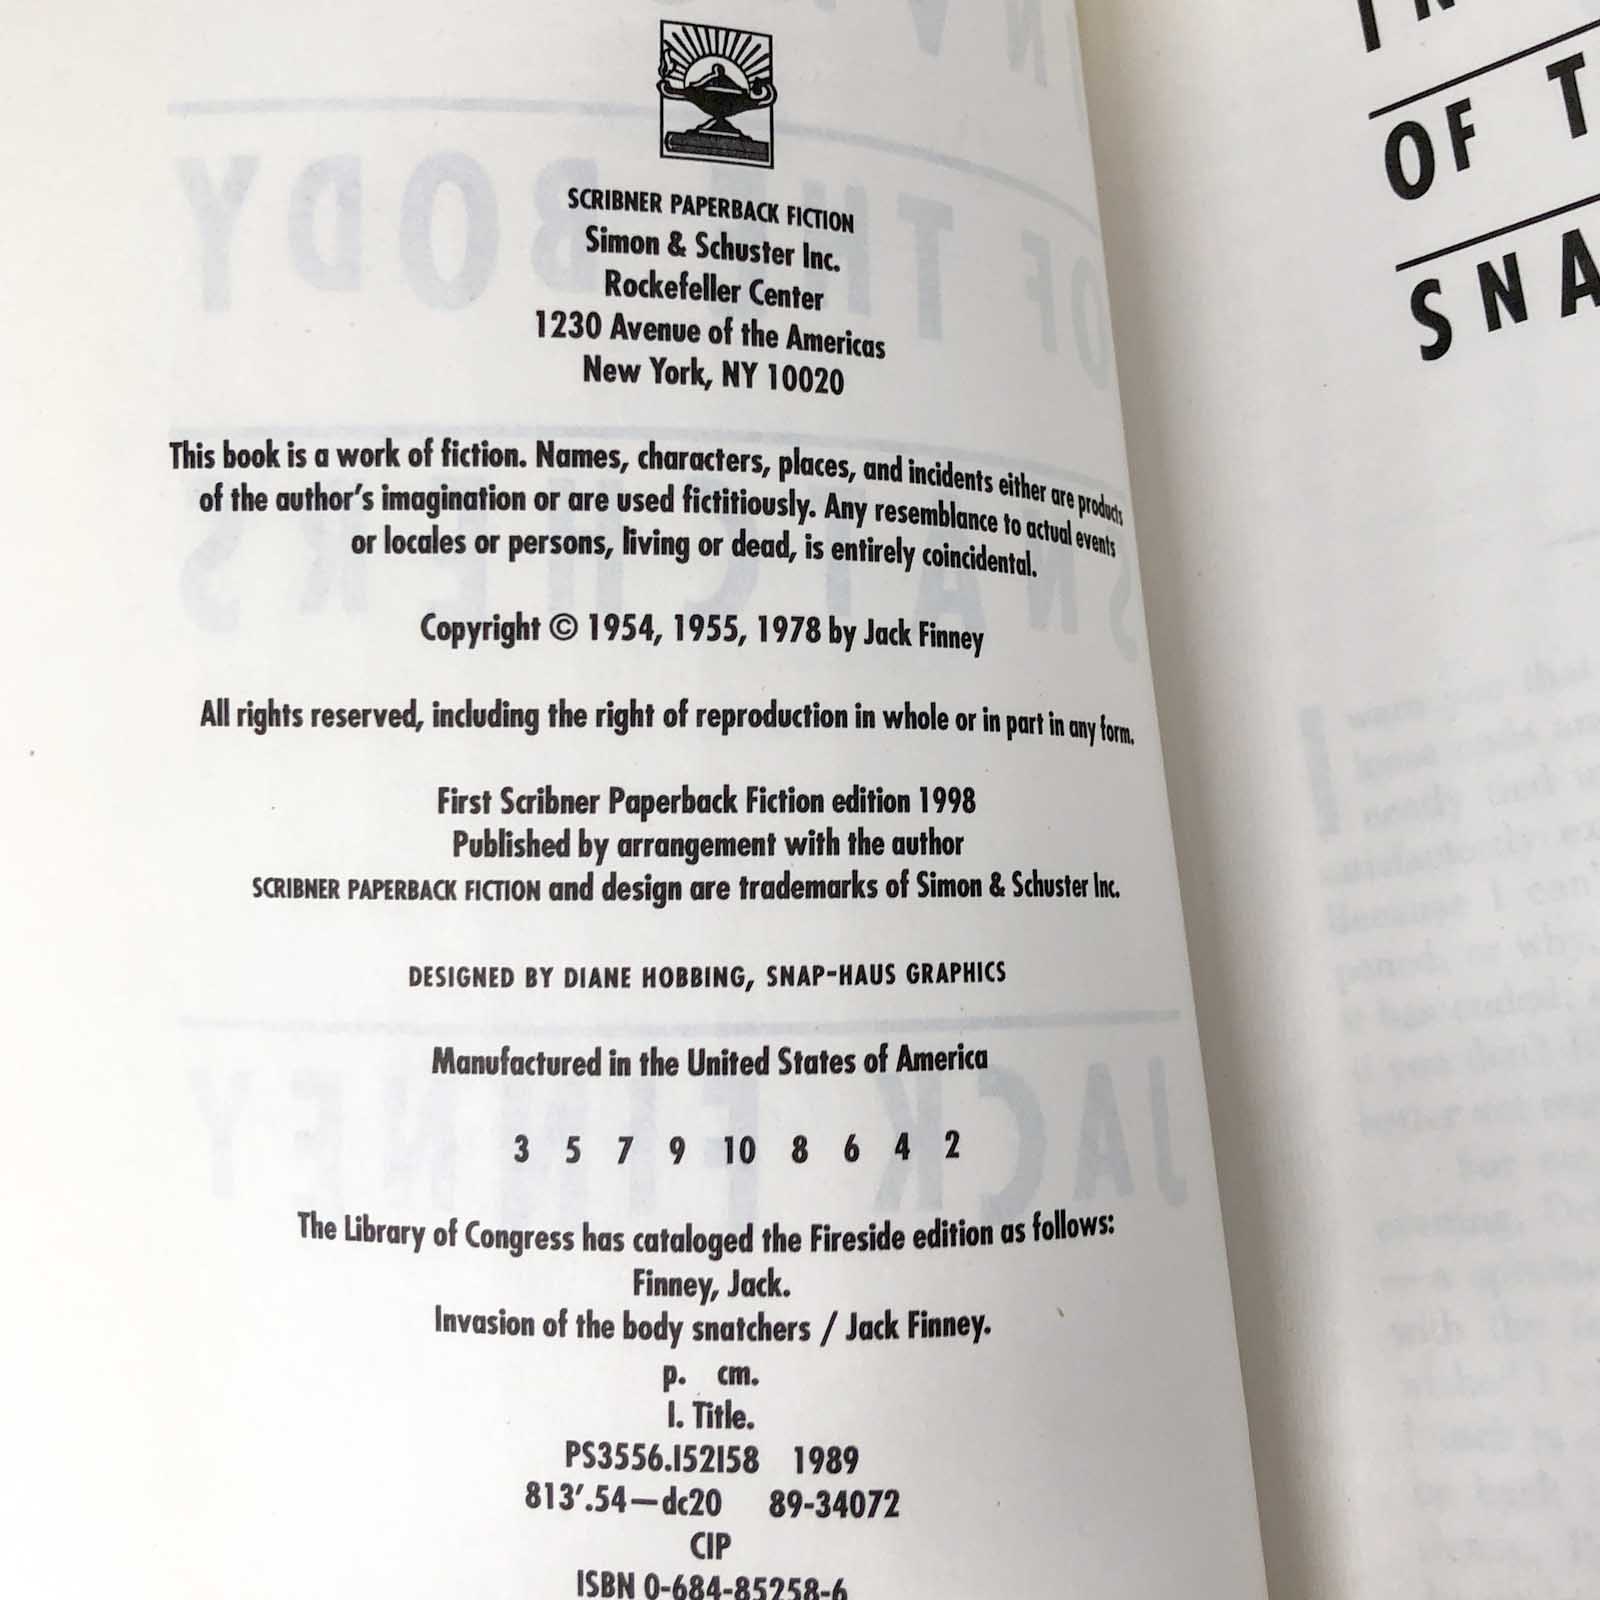 SCRIBNER PAPERBACK FICTION
Simon & Schuster Inc.
Rockefeller Center
1230 Avenue of the Americas
New York, NY 10020
This book is a work of fiction. Names, characters, places, and incidents either are products
of the author's imagination or are used fictitiously. Any resemblance to actual events
or locales or persons, living or dead, is entirely coincidental.
Copyright © 1954, 1955, 1978 by Jack Finney
All rights reserved, including the right of reproduction in whole or in part in any form.
First Scribner Paperback Fiction edition 1998
Published by arrangement with the author
SCRIBNER PAPERBACK FICTION and design are trademarks of Simon & Schuster Inc.
DESIGNED BY DIANE HOBBING, SNAP-HAUS GRAPHICS
Manufactured in the United States of America
3 5 7 9 10 8 6 4 2
The Library of Congress has cataloged the Fireside edition as follows:
Finney, Jack.
Invasion of the body snatchers / Jack Finney.
p. cm.
I. Title.
PS3556.I52I58 1989
813'.54—dc20 89-34072
CIP
ISBN 0-684-85258-6
OF T
SNA